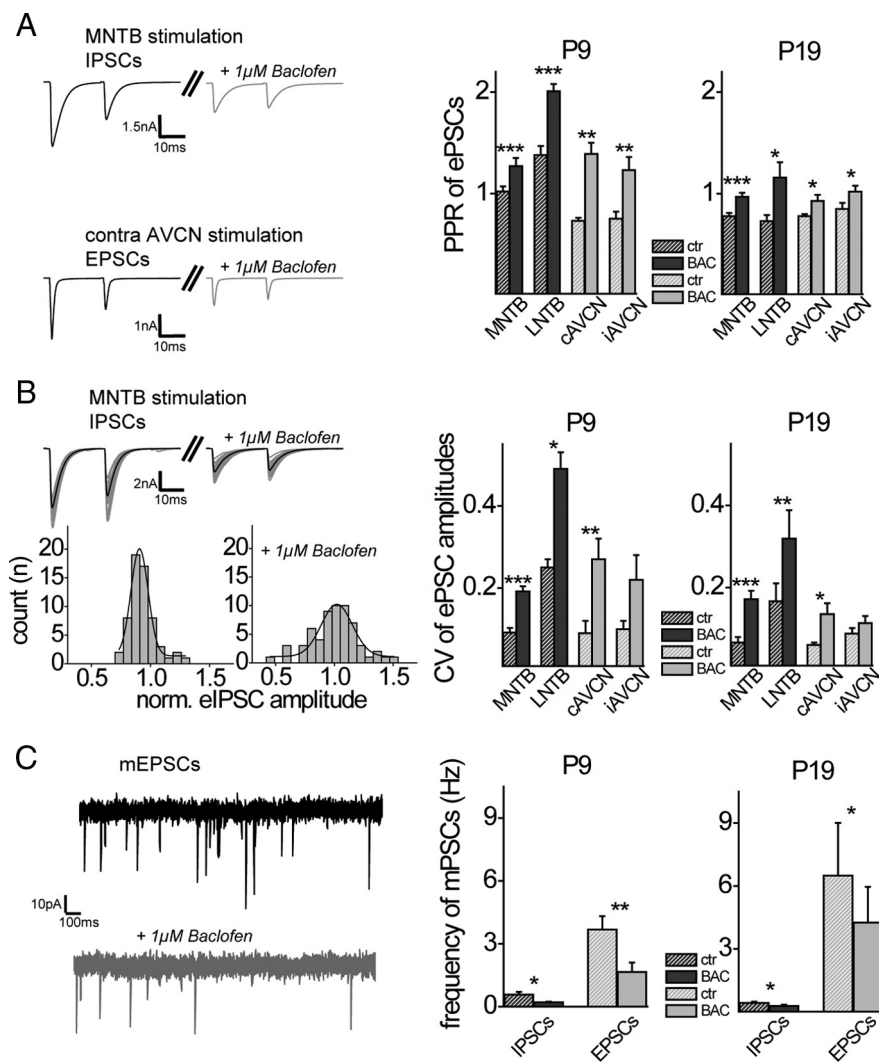 A
MNTB stimulation
IPSCs
+ 1µM Baclofen
1.5nA
10ms
contra AVCN stimulation
EPSCs
+ 1µM Baclofen
1nA
10ms
P9
PPR of ePSCs
2
1
***
***
**
**
MNTB
LNTB
cAVCN
iAVCN
ctr
BAC
ctr
BAC
P19
2
1
***
*
*
*
MNTB
LNTB
cAVCN
iAVCN
B
MNTB stimulation
IPSCs
+ 1µM Baclofen
2nA
10ms
count (n)
20
10
0
0.5
1.0
1.5
+ 1µM Baclofen
20
10
0
0.5
1.0
1.5
norm. eIPSC amplitude
P9
CV of ePSC amplitudes
0.4
0.2
***
*
**
MNTB
LNTB
cAVCN
iAVCN
ctr
BAC
ctr
BAC
P19
0.4
0.2
***
**
*
MNTB
LNTB
cAVCN
iAVCN
C
mEPSCs
10pA
100ms
+ 1µM Baclofen
P9
frequency of mPSCs (Hz)
9
6
3
0
*
**
IPSCs
EPSCs
ctr
BAC
ctr
BAC
P19
9
6
3
*
*
IPSCs
EPSCs